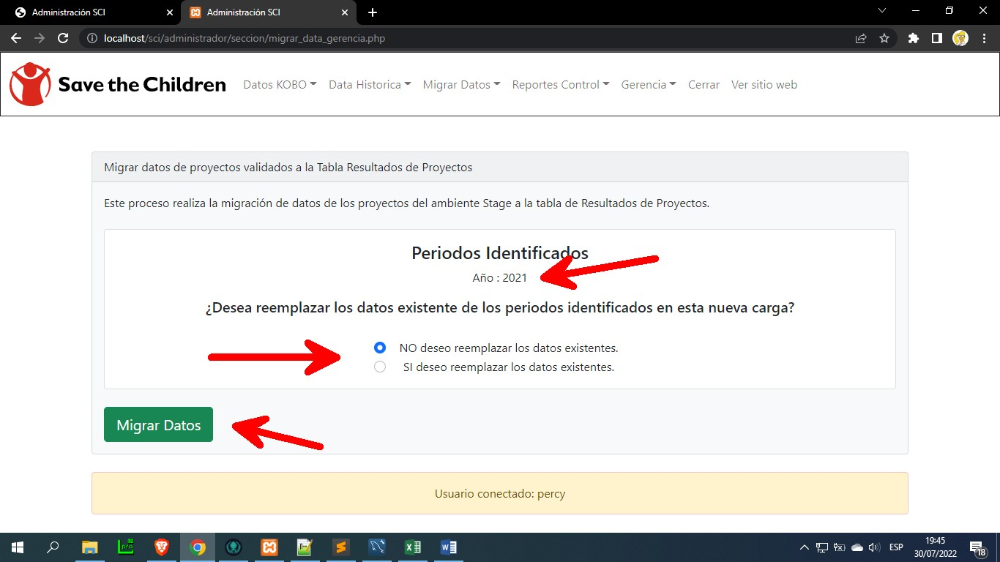 Administración SCI
Administración SCI
localhost/sci/administrador/seccion/migrar_data_gerencia.php
Save the Children
Datos KOBO
Data Historica
Migrar Datos
Reportes Control
Gerencia
Cerrar
Ver sitio web
Migrar datos de proyectos validados a la Tabla Resultados de Proyectos
Este proceso realiza la migración de datos de los proyectos del ambiente Stage a la tabla de Resultados de Proyectos.
Periodos Identificados
Año : 2021
¿Desea reemplazar los datos existente de los periodos identificados en esta nueva carga?
NO deseo reemplazar los datos existentes.
SI deseo reemplazar los datos existentes.
Migrar Datos
Usuario conectado: percy
ESP
19:45
30/07/2022
18